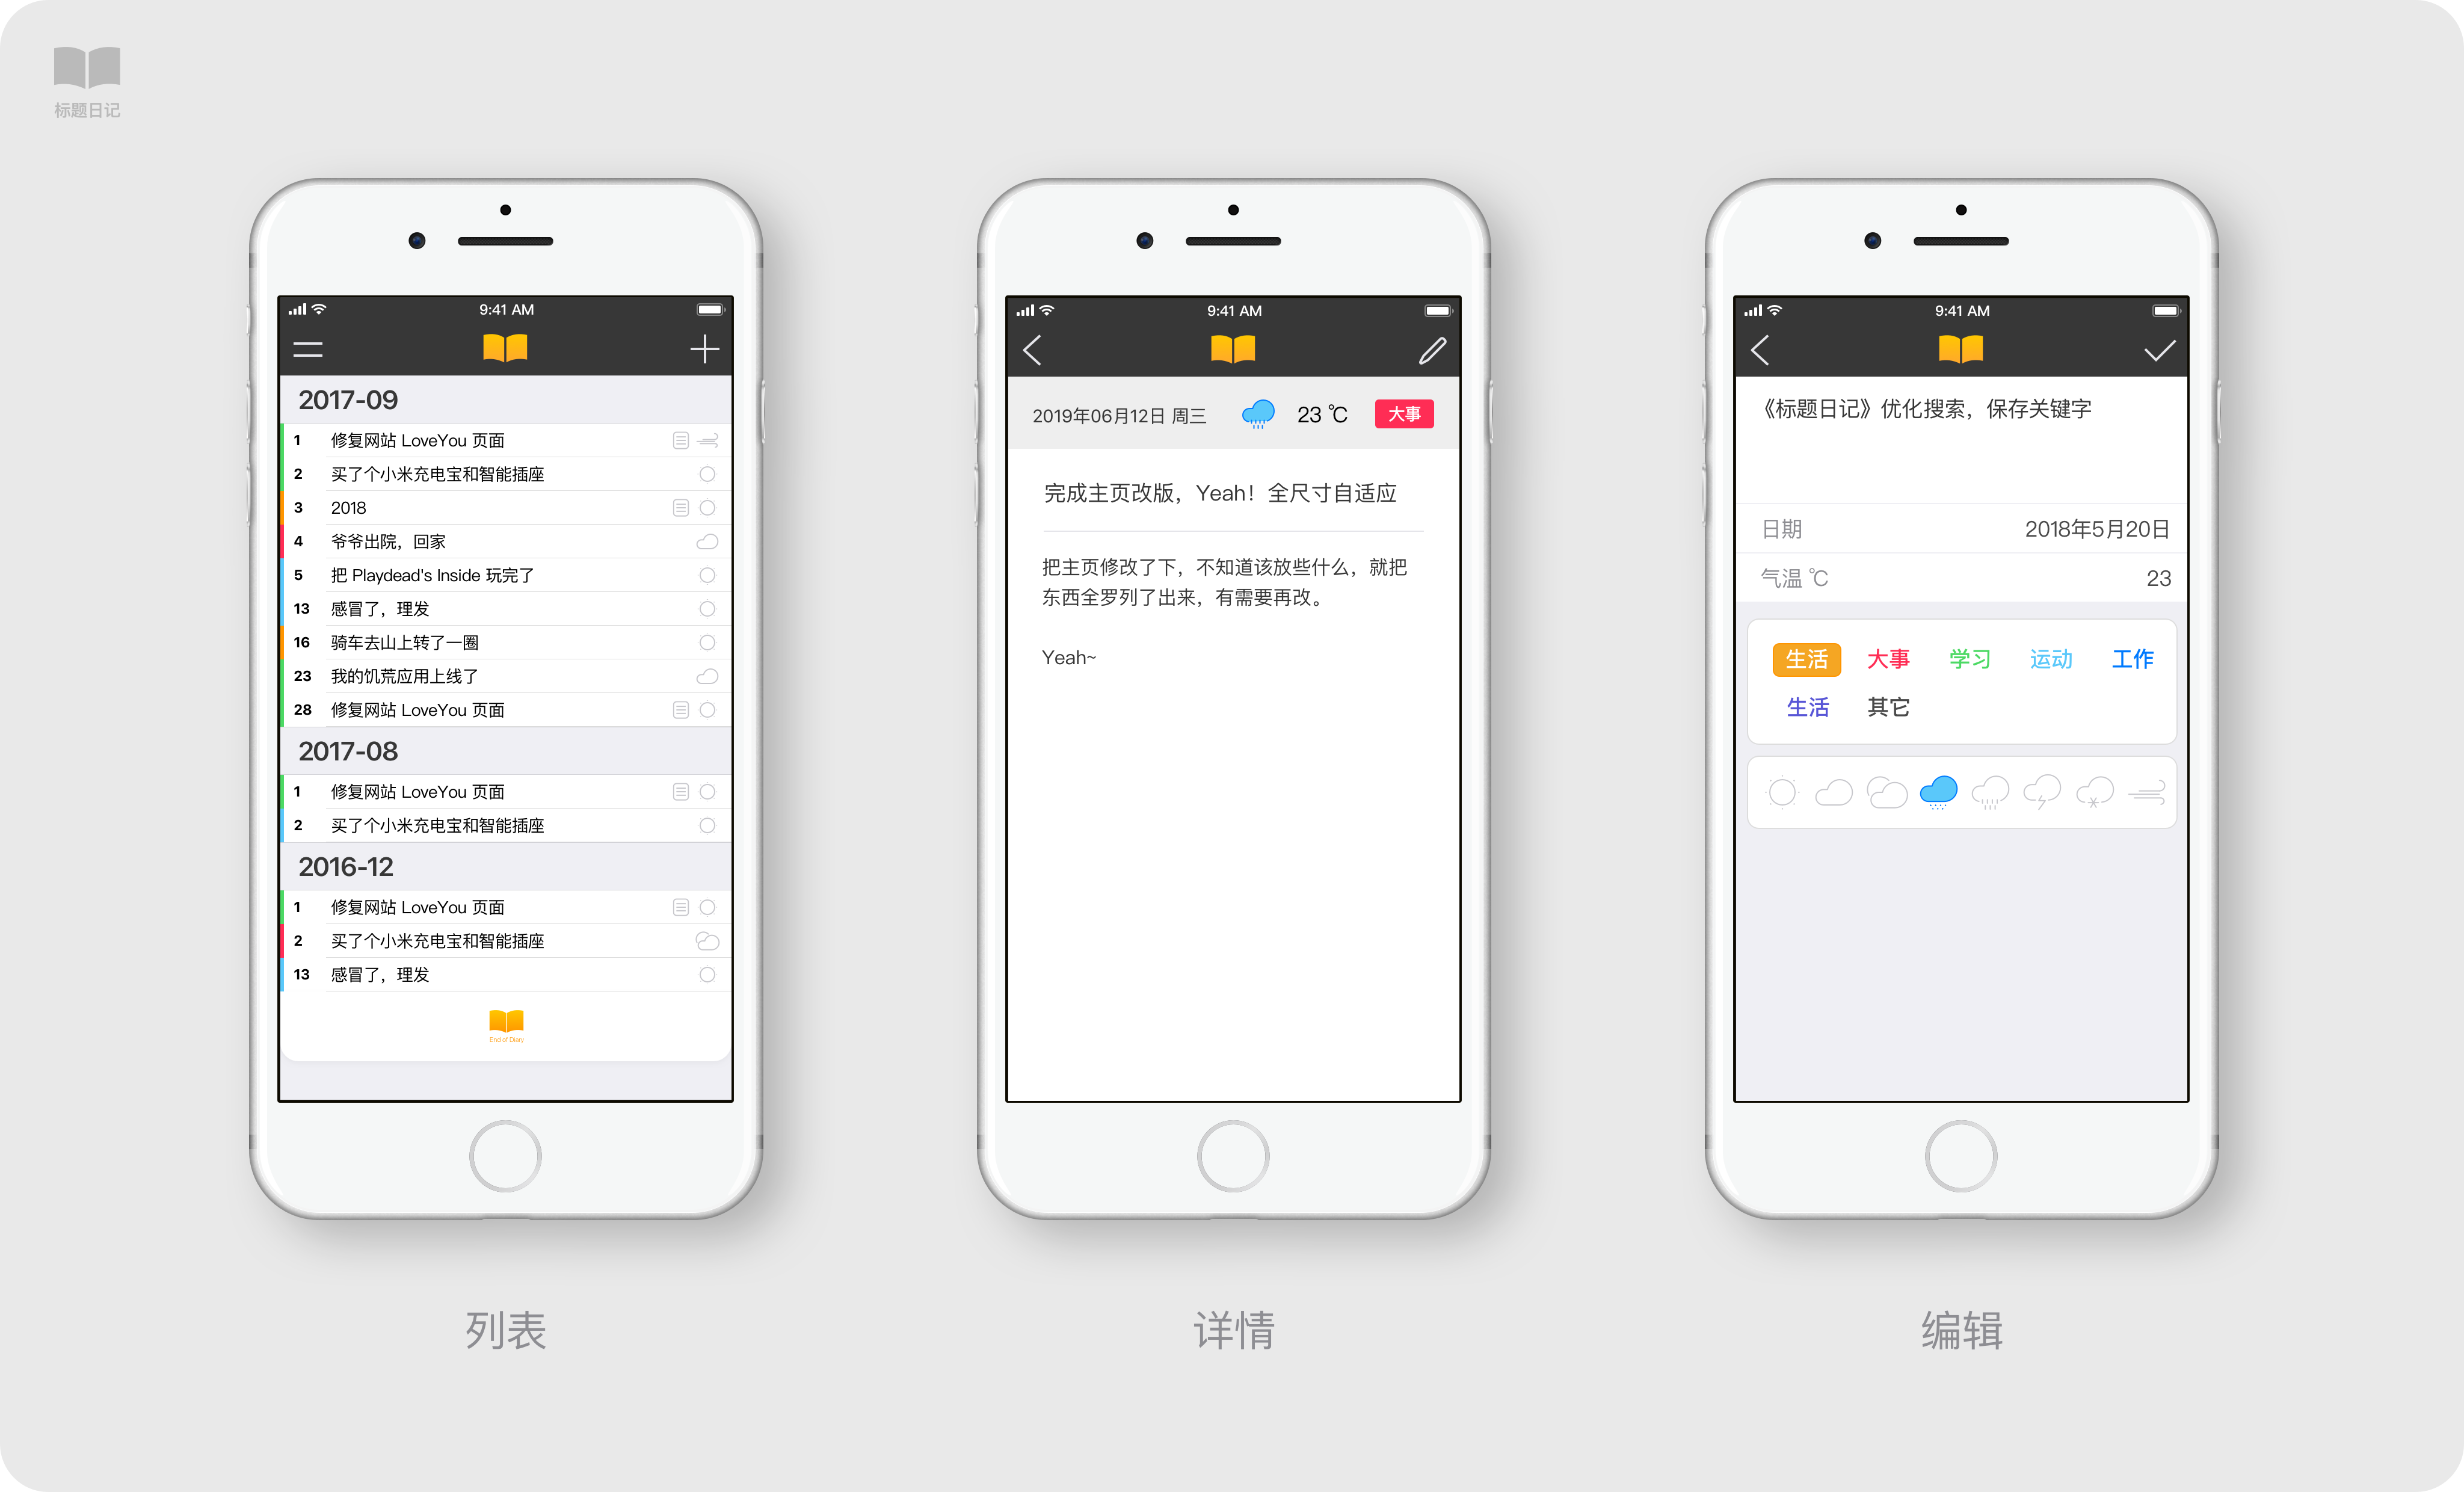 标题日记
9:41 AM
2017-09
1 修复网站 LoveYou 页面
2 买了个小米充电宝和智能插座
3 2018
4 爷爷出院，回家
5 把 Playdead's Inside 玩完了
13 感冒了，理发
16 骑车去山上转了一圈
23 我的饥荒应用上线了
28 修复网站 LoveYou 页面
2017-08
1 修复网站 LoveYou 页面
2 买了个小米充电宝和智能插座
2016-12
1 修复网站 LoveYou 页面
2 买了个小米充电宝和智能插座
13 感冒了，理发
End of Diary
列表
9:41 AM
2019年06月12日 周三 23 ℃ 大事
完成主页改版，Yeah！全尺寸自适应
把主页修改了下，不知道该放些什么，就把
东西全罗列了出来，有需要再改。
Yeah~
详情
9:41 AM
《标题日记》优化搜索，保存关键字
日期 2018年5月20日
气温 ℃ 23
生活 大事 学习 运动 工作
生活 其它
编辑